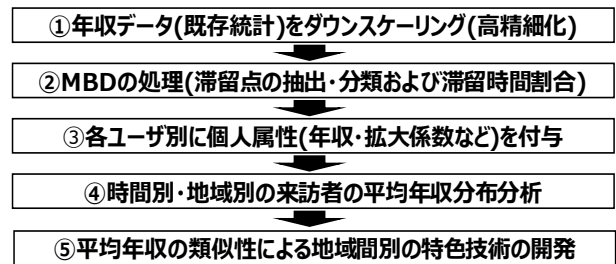 ①年収データ(既存統計)をダウンスケーリング(高精細化)
②MBDの処理(滞留点の抽出･分類および滞留時間割合)
③各ユーザ別に個人属性(年収･拡大係数など)を付与
④時間別･地域別の来訪者の平均年収分布分析
⑤平均年収の類似性による地域間別の特色技術の開発